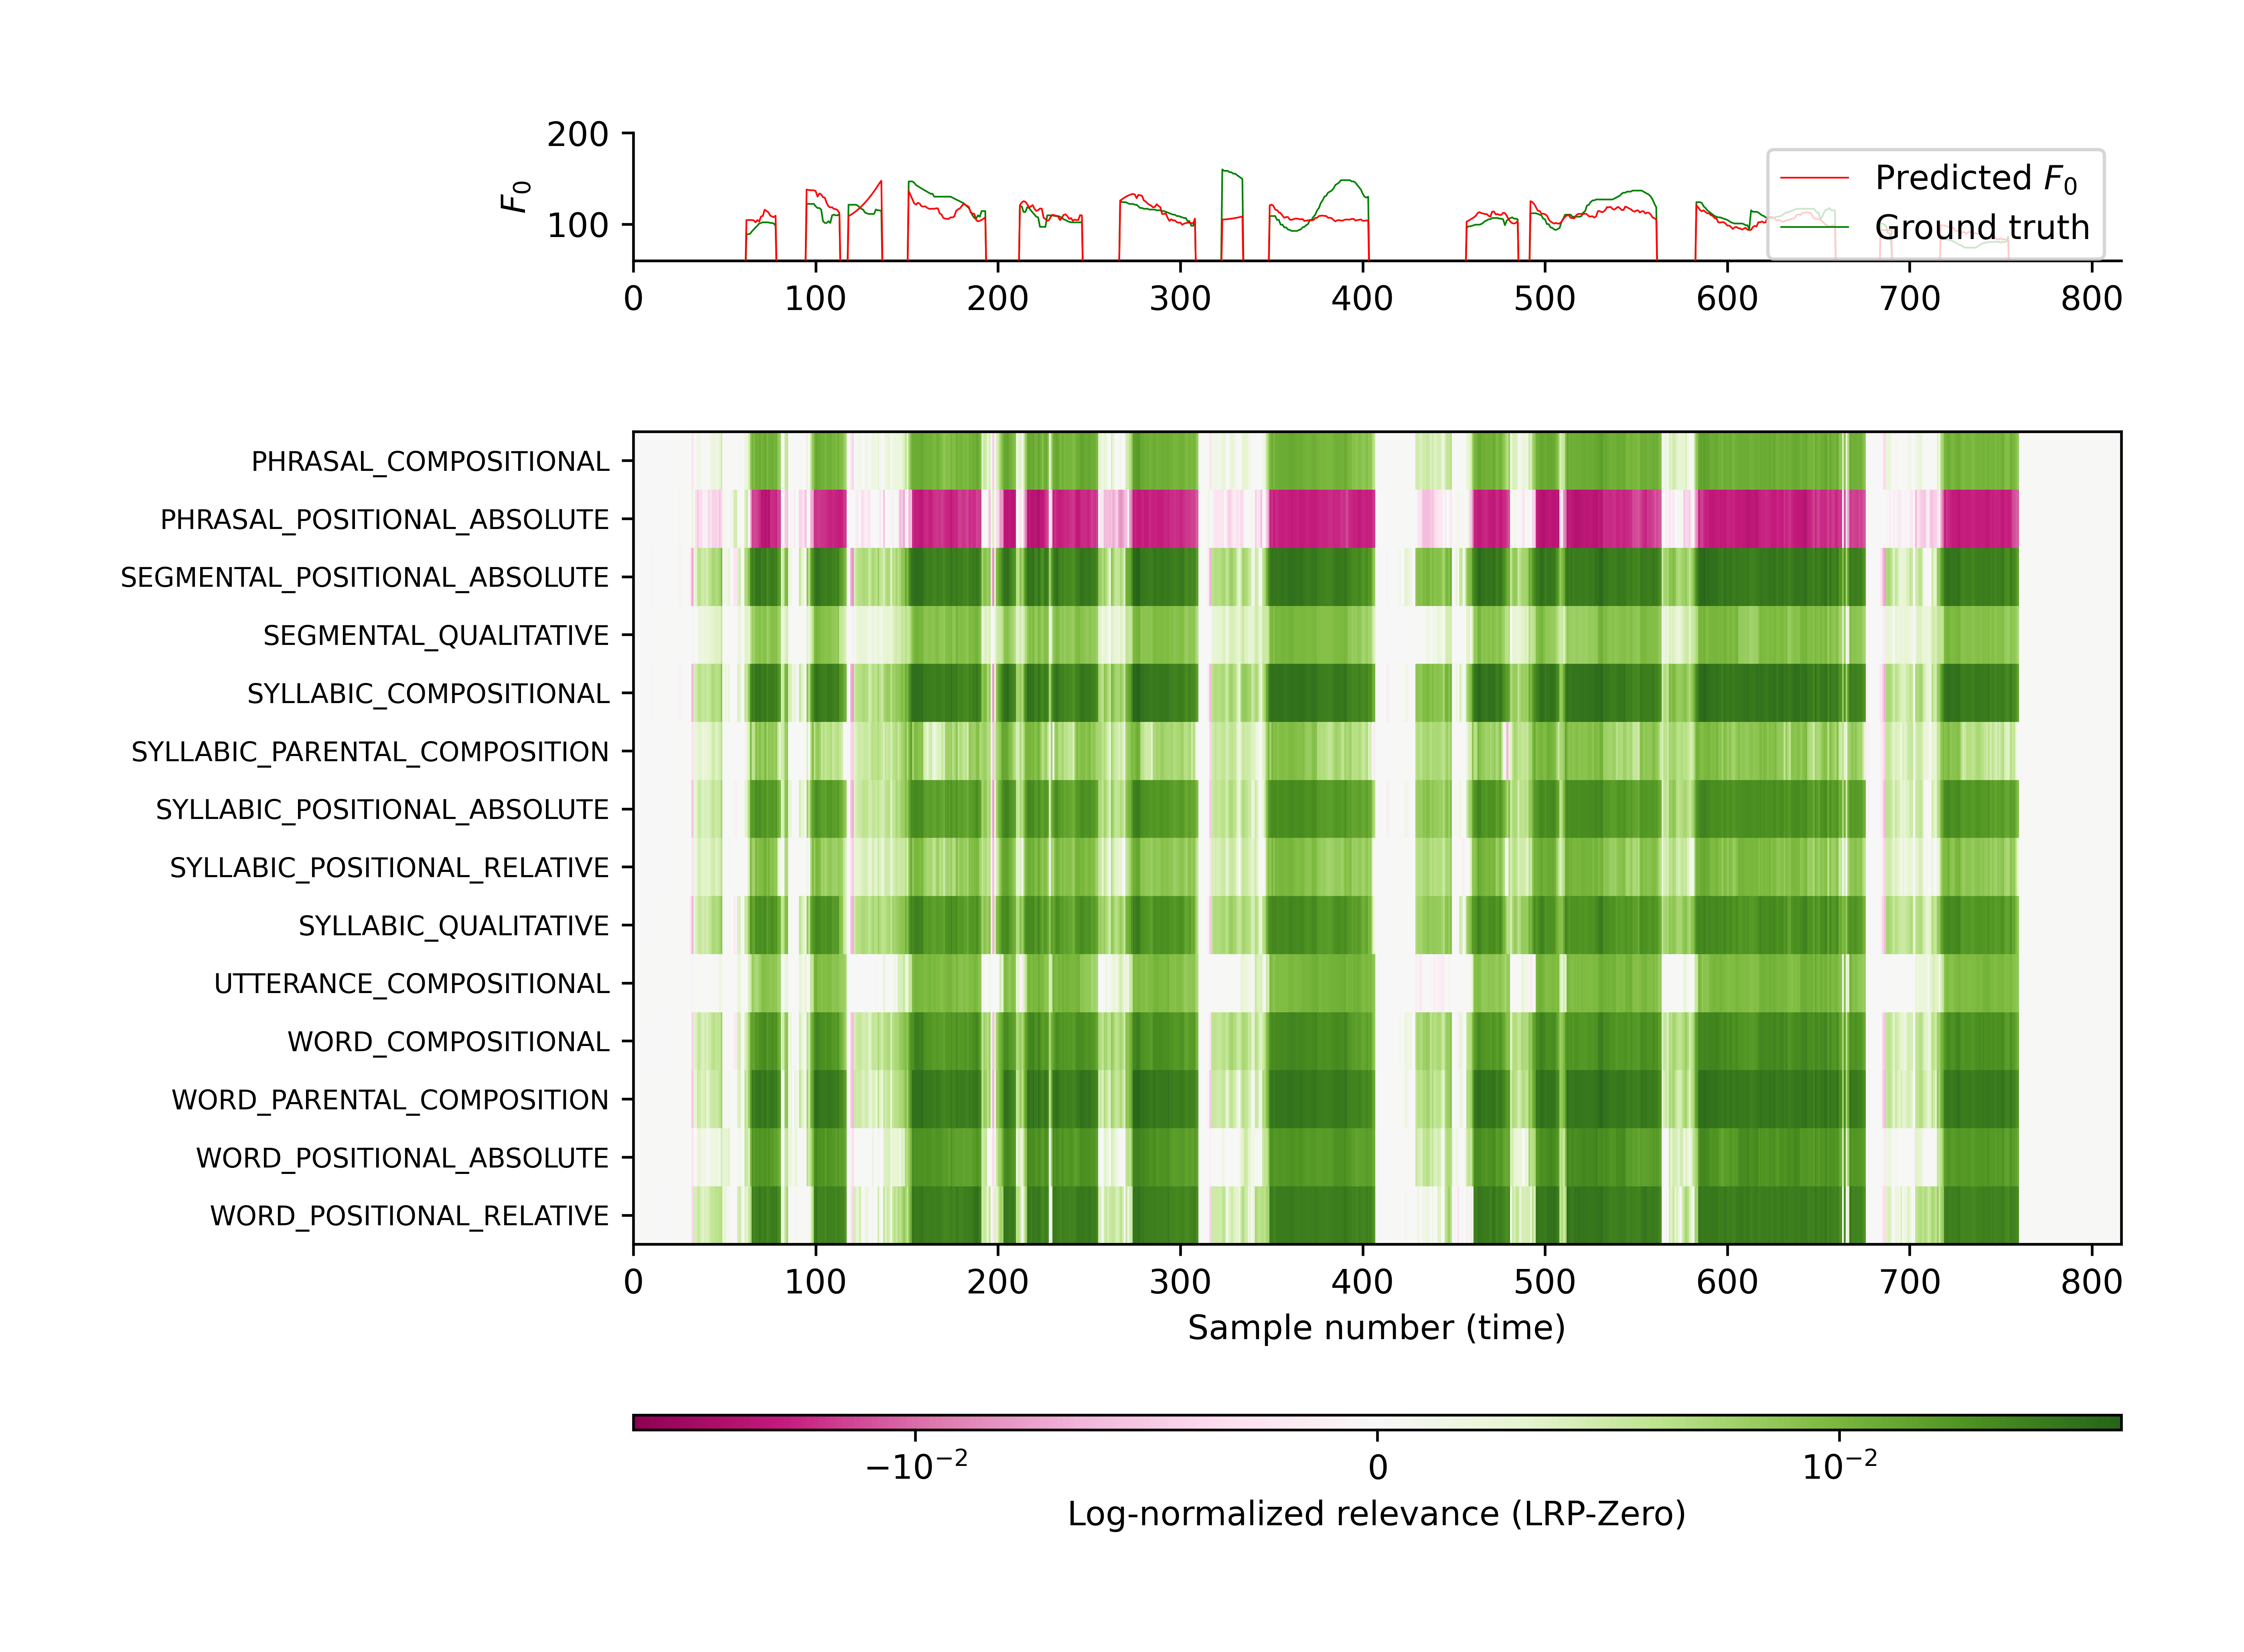 200
100
F0
Predicted F0
Ground truth
0 100 200 300 400 500 600 700 800
PHRASAL_COMPOSITIONAL
PHRASAL_POSITIONAL_ABSOLUTE
SEGMENTAL_POSITIONAL_ABSOLUTE
SEGMENTAL_QUALITATIVE
SYLLABIC_COMPOSITIONAL
SYLLABIC_PARENTAL_COMPOSITION
SYLLABIC_POSITIONAL_ABSOLUTE
SYLLABIC_POSITIONAL_RELATIVE
SYLLABIC_QUALITATIVE
UTTERANCE_COMPOSITIONAL
WORD_COMPOSITIONAL
WORD_PARENTAL_COMPOSITION
WORD_POSITIONAL_ABSOLUTE
WORD_POSITIONAL_RELATIVE
0 100 200 300 400 500 600 700 800
Sample number (time)
−10⁻² 0 10⁻²
Log-normalized relevance (LRP-Zero)